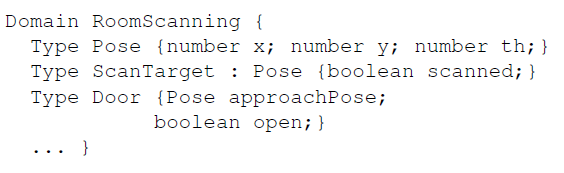 Domain RoomScanning {
  Type Pose {number x; number y; number th;}
  Type ScanTarget : Pose {boolean scanned;}
  Type Door {Pose approachPose;
             boolean open;}
  ... }